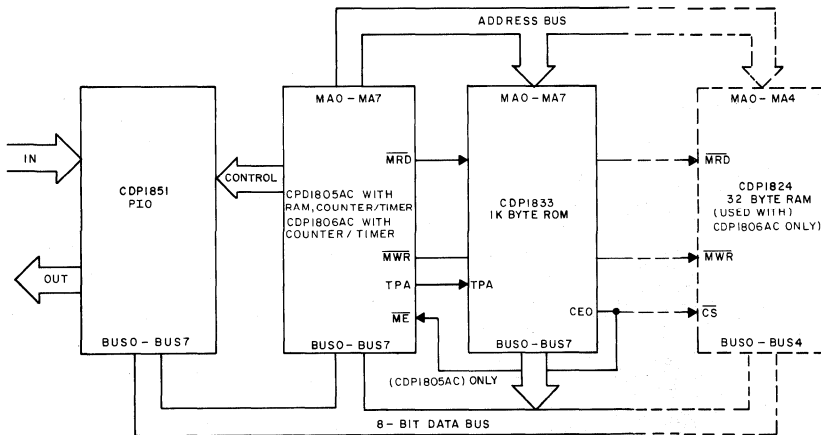 ADDRESS BUS
MA0-MA7
MA0-MA7
MA0-MA4
IN
OUT
CDP1851
PIO
BUS0-BUS7
CONTROL
MRD
CPD1805AC WITH
RAM, COUNTER/TIMER
CDP1806AC WITH
COUNTER/TIMER
MWR
TPA
ME
BUS0-BUS7
CDP1833
1K BYTE ROM
TPA
CEO
BUS0-BUS7
(CDP1805AC) ONLY
MRD
CDP1824
32 BYTE RAM
(USED WITH)
CDP1806AC ONLY)
MWR
CS
BUS0-BUS4
8-BIT DATA BUS